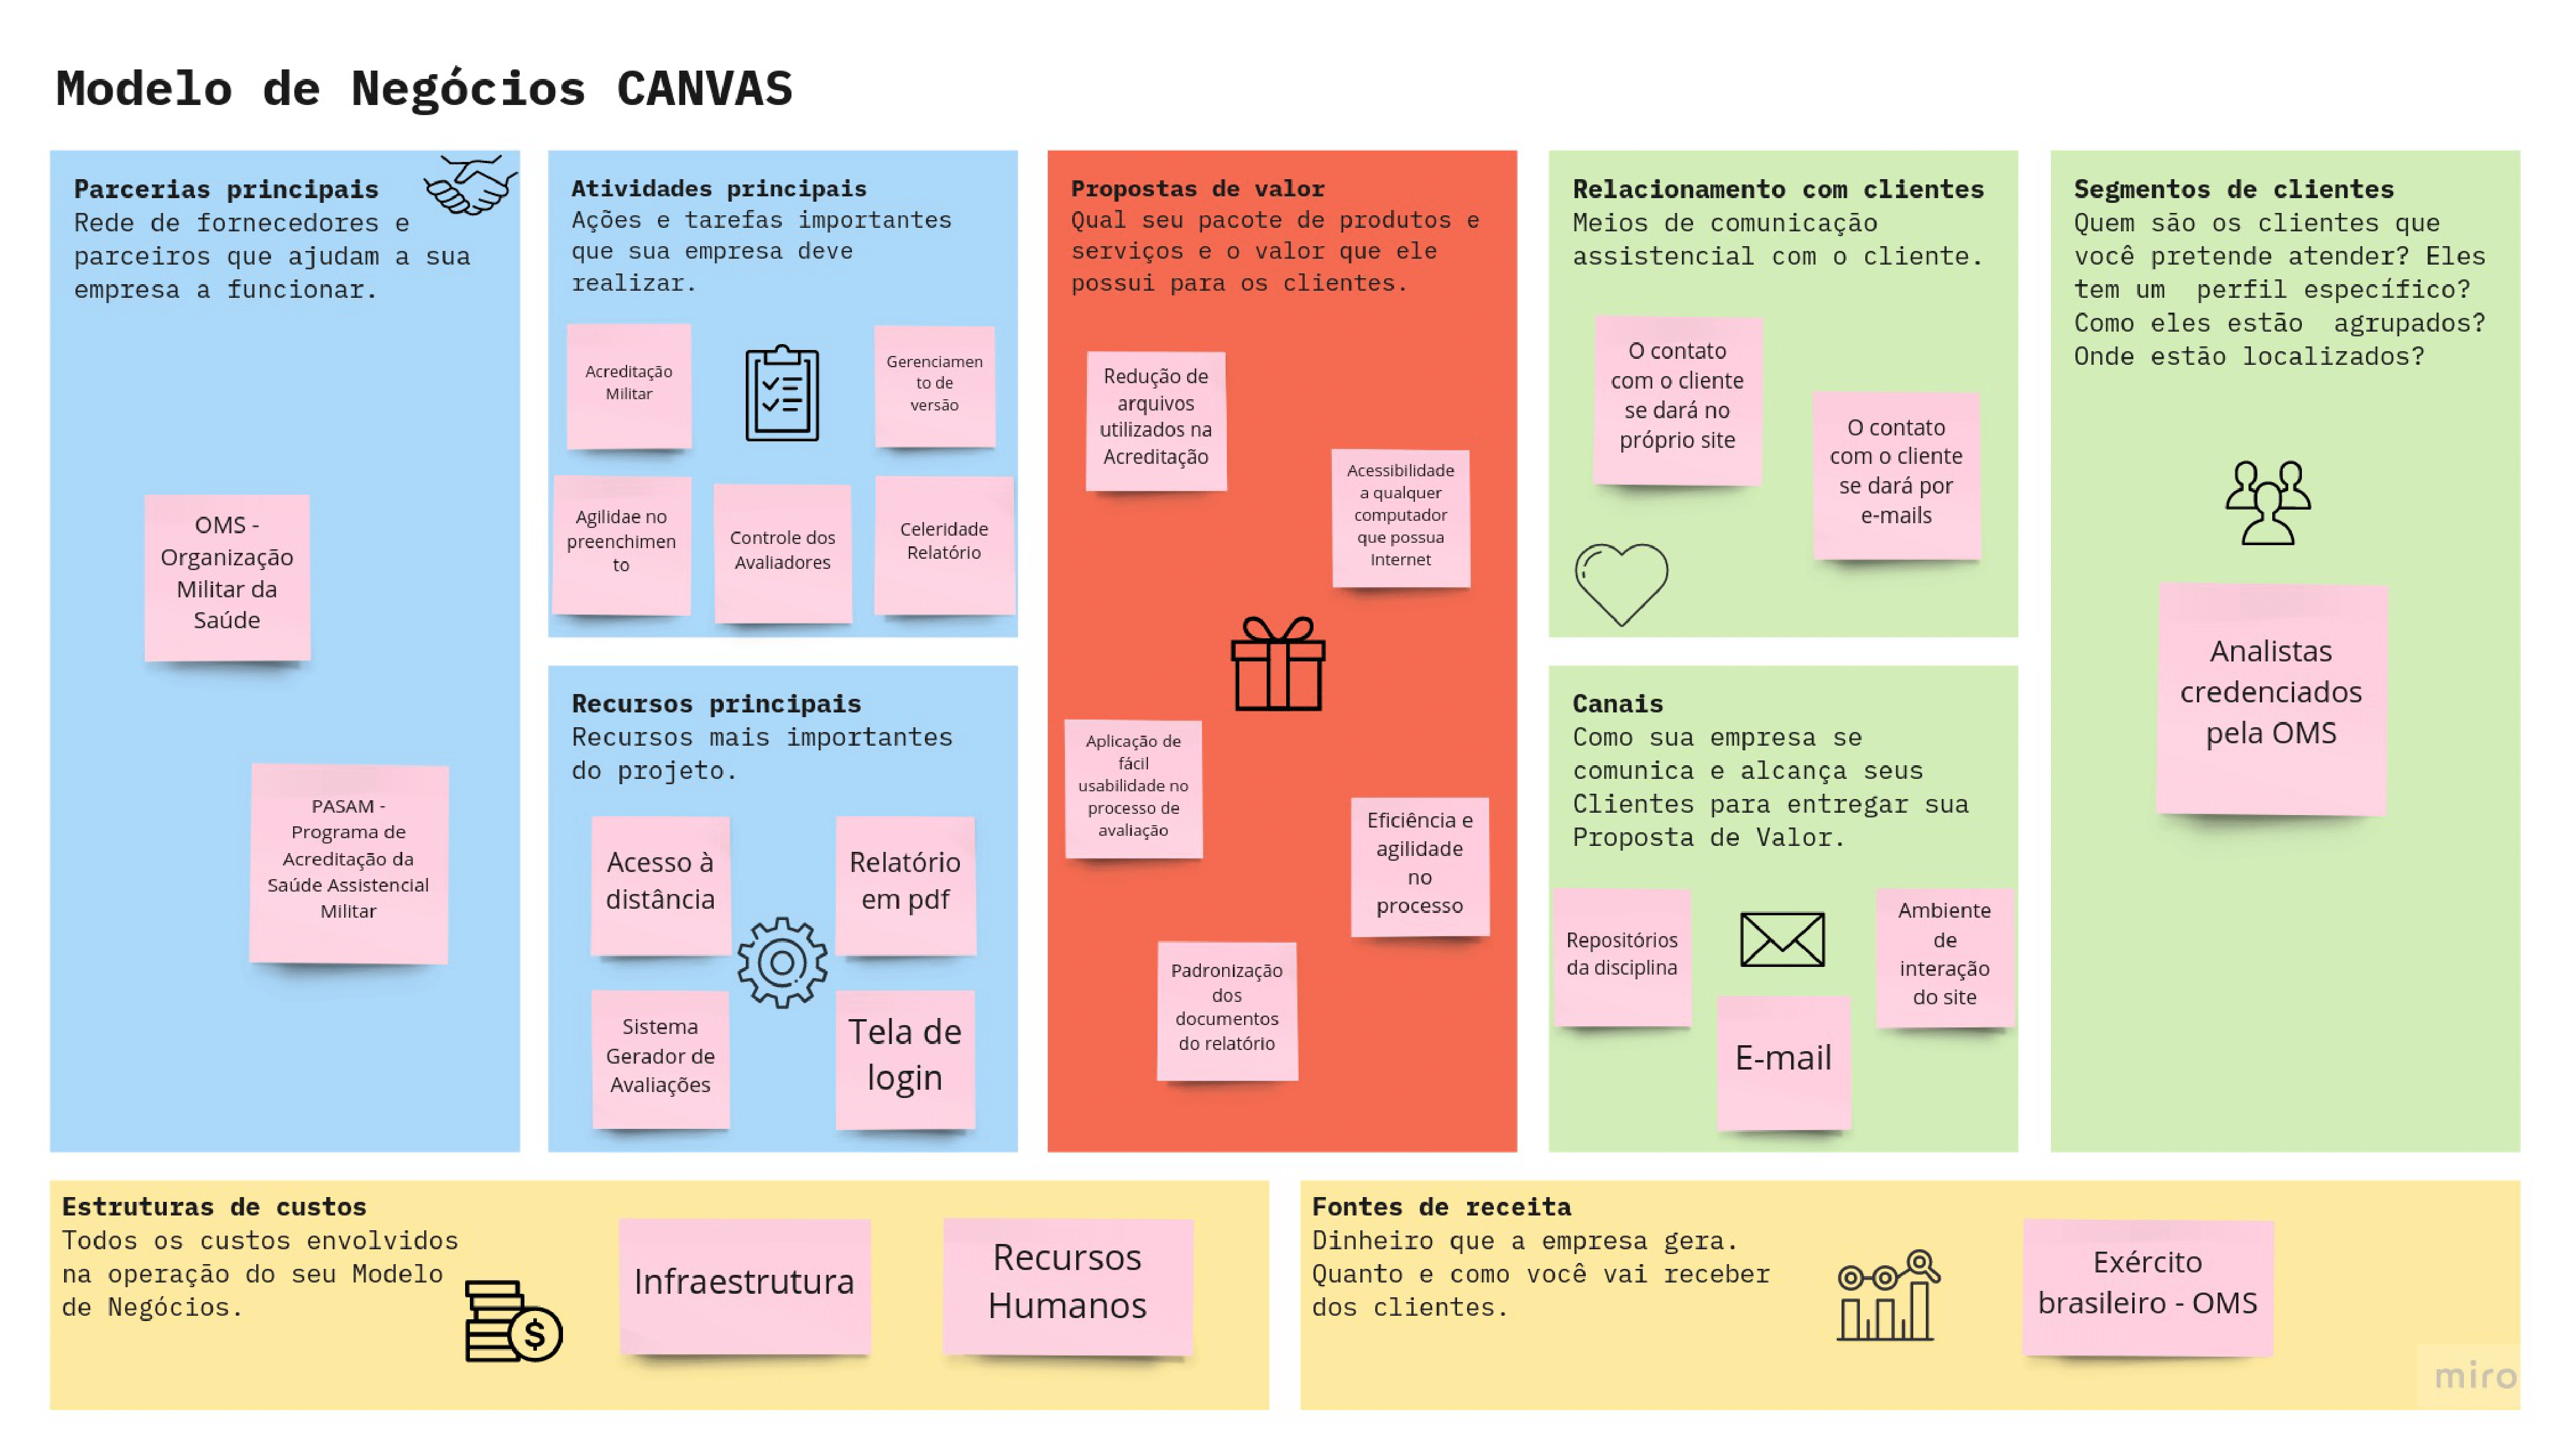 Modelo de Negócios CANVAS
Parcerias principais
Rede de fornecedores e
parceiros que ajudam a sua
empresa a funcionar.
OMS -
Organização
Militar da
Saúde
PASAM -
Programa de
Acreditação da
Saúde Assistencial
Militar
Atividades principais
Ações e tarefas importantes
que sua empresa deve
realizar.
Acreditação
Militar
Gerenciamen
to de
versão
Agilidae no
preenchimen
to
Controle dos
Avaliadores
Celeridade
Relatório
Recursos principais
Recursos mais importantes
do projeto.
Acesso à
distância
Relatório
em pdf
Sistema
Gerador de
Avaliações
Tela de
login
Propostas de valor
Qual seu pacote de produtos e
serviços e o valor que ele
possui para os clientes.
Redução de
arquivos
utilizados na
Acreditação
Acessibilidade
a qualquer
computador
que possua
Internet
Aplicação de
fácil
usabilidade no
processo de
avaliação
Eficiência e
agilidade
no
processo
Padronização
dos
documentos
do relatório
Relacionamento com clientes
Meios de comunicação
assistencial com o cliente.
O contato
com o cliente
se dará no
próprio site
O contato
com o cliente
se dará por
e-mails
Canais
Como sua empresa se
comunica e alcança seus
Clientes para entregar sua
Proposta de Valor.
Repositórios
da disciplina
E-mail
Ambiente
de
interação
do site
Segmentos de clientes
Quem são os clientes que
você pretende atender? Eles
tem um  perfil específico?
Como eles estão  agrupados?
Onde estão localizados?
Analistas
credenciados
pela OMS
Estruturas de custos
Todos os custos envolvidos
na operação do seu Modelo
de Negócios.
$
Infraestrutura
Recursos
Humanos
Fontes de receita
Dinheiro que a empresa gera.
Quanto e como você vai receber
dos clientes.
Exército
brasileiro - OMS
miro